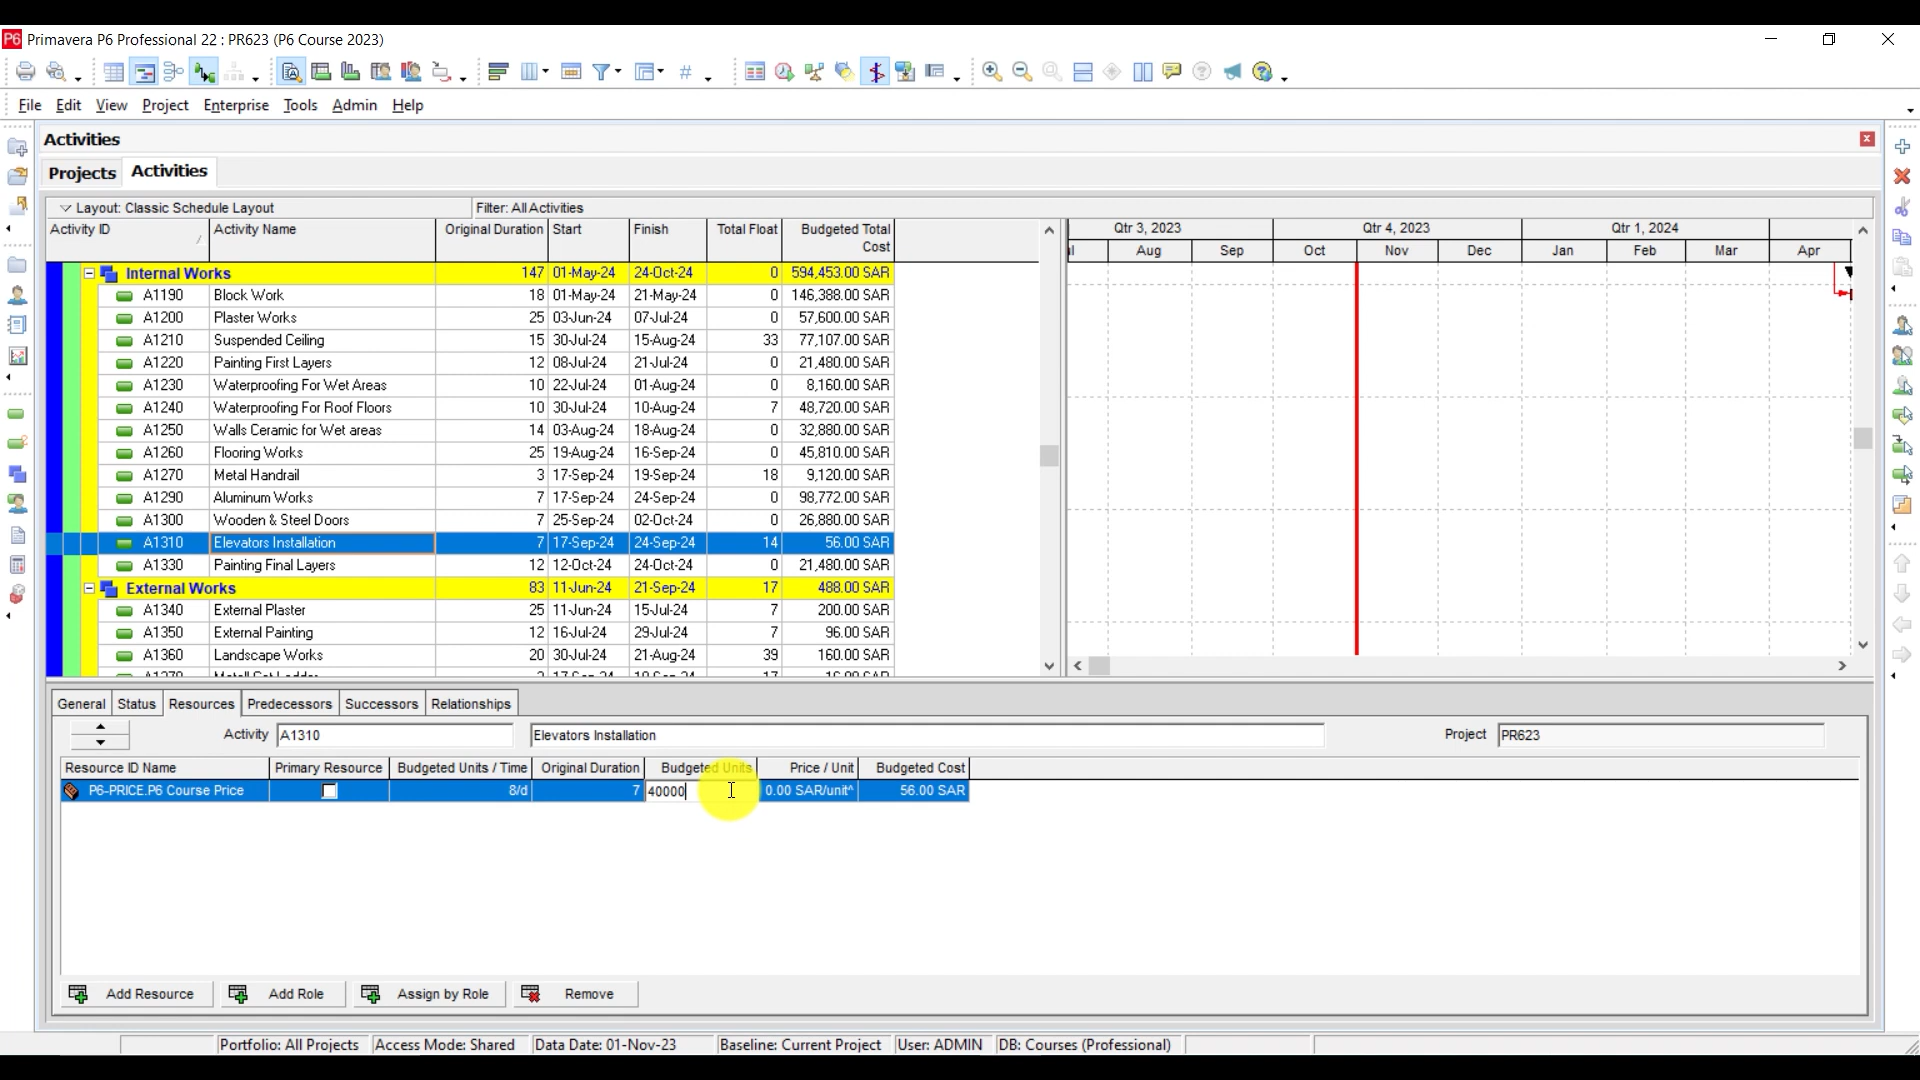 P6 Primavera P6 Professional 22 : PR623 (P6 Course 2023)
File Edit View Project Enterprise Tools Admin Help
Activities
Projects Activities
Layout: Classic Schedule Layout Filter: All Activities
Activity ID Activity Name Original Duration Start Finish Total Float Budgeted Total Cost
Qtr 3, 2023 Qtr 4, 2023 Qtr 1, 2024
Aug Sep Oct Nov Dec Jan Feb Mar Apr
Internal Works 147 01-May-24 24-Oct-24 0 594,453.00 SAR
A1190 Block Work 18 01-May-24 21-May-24 0 146,388.00 SAR
A1200 Plaster Works 25 03-Jun-24 07-Jul-24 0 57,600.00 SAR
A1210 Suspended Ceiling 15 30-Jul-24 15-Aug-24 33 77,107.00 SAR
A1220 Painting First Layers 12 08-Jul-24 21-Jul-24 0 21,480.00 SAR
A1230 Waterproofing For Wet Areas 10 22-Jul-24 01-Aug-24 0 8,160.00 SAR
A1240 Waterproofing For Roof Floors 10 30-Jul-24 10-Aug-24 7 48,720.00 SAR
A1250 Walls Ceramic for Wet areas 14 03-Aug-24 18-Aug-24 0 32,880.00 SAR
A1260 Flooring Works 25 19-Aug-24 16-Sep-24 0 45,810.00 SAR
A1270 Metal Handrail 3 17-Sep-24 19-Sep-24 18 9,120.00 SAR
A1290 Aluminum Works 7 17-Sep-24 24-Sep-24 0 98,772.00 SAR
A1300 Wooden & Steel Doors 7 25-Sep-24 02-Oct-24 0 26,880.00 SAR
A1310 Elevators Installation 7 17-Sep-24 24-Sep-24 14 56.00 SAR
A1330 Painting Final Layers 12 12-Oct-24 24-Oct-24 0 21,480.00 SAR
External Works 83 11-Jun-24 21-Sep-24 17 488.00 SAR
A1340 External Plaster 25 11-Jun-24 15-Jul-24 7 200.00 SAR
A1350 External Painting 12 16-Jul-24 29-Jul-24 7 96.00 SAR
A1360 Landscape Works 20 30-Jul-24 21-Aug-24 39 160.00 SAR
General Status Resources Predecessors Successors Relationships
Activity A1310 Elevators Installation Project PR623
Resource ID Name Primary Resource Budgeted Units / Time Original Duration Budgeted Units Price / Unit Budgeted Cost
P6-PRICE.P6 Course Price 8/d 7 40000 0.00 SAR/unit^ 56.00 SAR
Add Resource Add Role Assign by Role Remove
Portfolio: All Projects Access Mode: Shared Data Date: 01-Nov-23 Baseline: Current Project User: ADMIN DB: Courses (Professional)